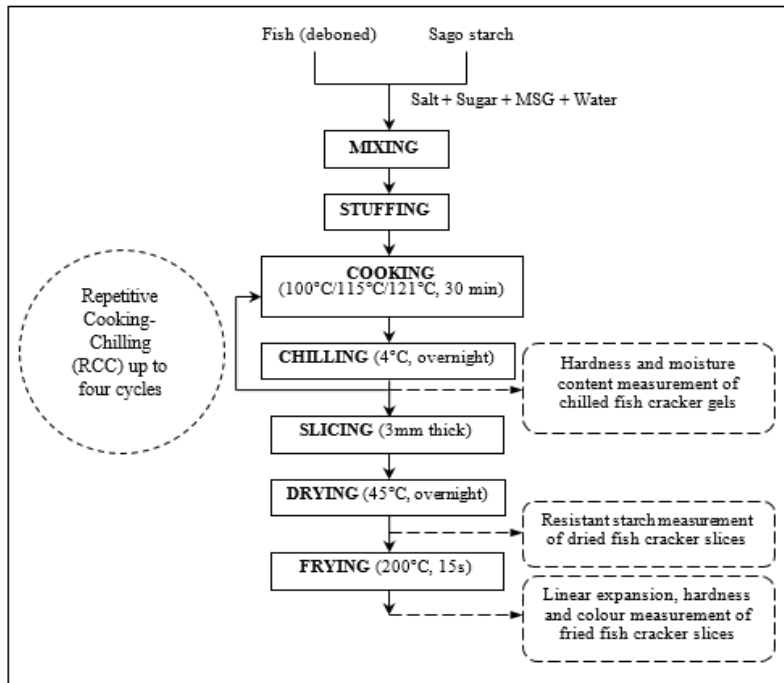 Fish (deboned)
Sago starch
Salt + Sugar + MSG + Water
MIXING
STUFFING
COOKING
(100°C/115°C/121°C, 30 min)
Repetitive
Cooking-
Chilling
(RCC) up to
four cycles
CHILLING (4°C, overnight)
Hardness and moisture
content measurement of
chilled fish cracker gels
SLICING (3mm thick)
DRYING (45°C, overnight)
Resistant starch measurement
of dried fish cracker slices
FRYING (200°C, 15s)
Linear expansion, hardness
and colour measurement of
fried fish cracker slices